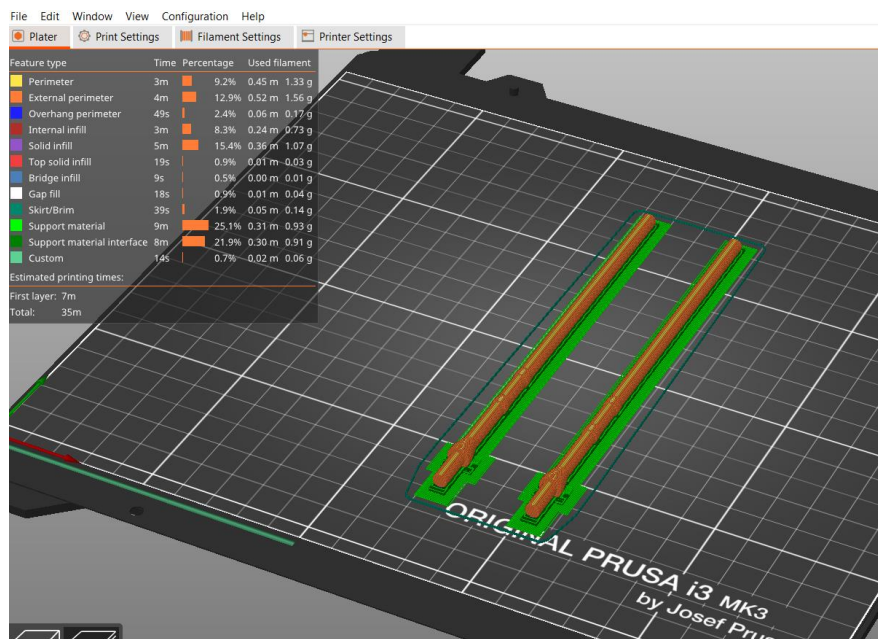 File Edit Window View Configuration Help
Plater Print Settings Filament Settings Printer Settings
Feature type Time Percentage Used filament
Perimeter 3m 9.2% 0.45 m 1.33 g
External perimeter 4m 12.9% 0.52 m 1.56 g
Overhang perimeter 49s 2.4% 0.06 m 0.17 g
Internal infill 3m 8.3% 0.24 m 0.73 g
Solid infill 5m 15.4% 0.36 m 1.07 g
Top solid infill 19s 0.9% 0.01 m 0.03 g
Bridge infill 9s 0.5% 0.00 m 0.01 g
Gap fill 18s 0.9% 0.01 m 0.04 g
Skirt/Brim 39s 1.9% 0.05 m 0.14 g
Support material 9m 25.1% 0.31 m 0.93 g
Support material interface 8m 21.9% 0.30 m 0.91 g
Custom 14s 0.7% 0.02 m 0.06 g
Estimated printing times:
First layer: 7m
Total: 35m
ORIGINAL PRUSA i3 MK3
by Josef Prus